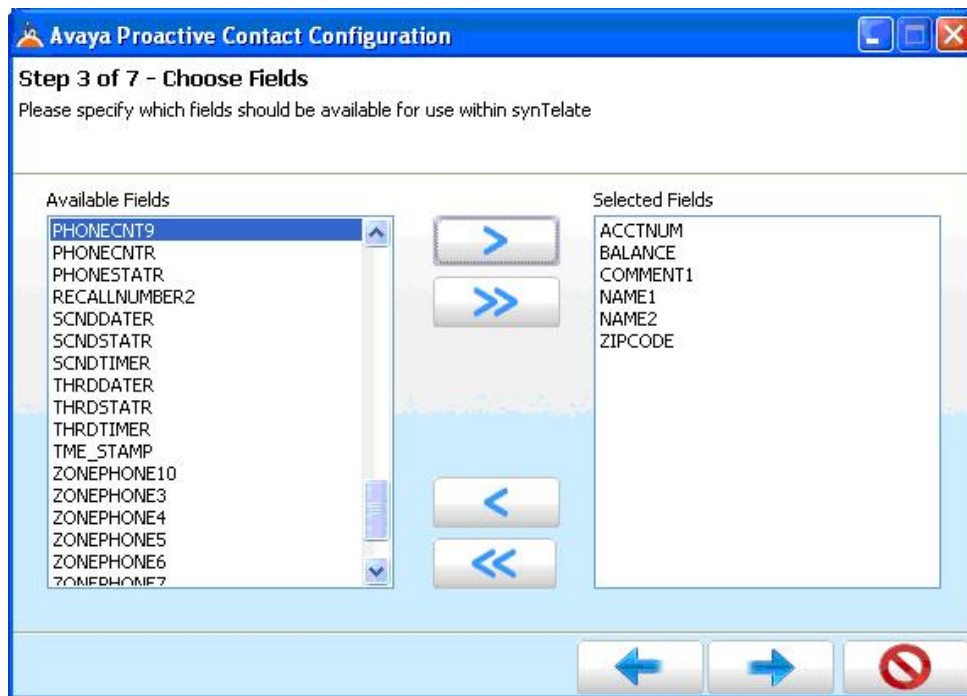 Avaya Proactive Contact Configuration
Step 3 of 7 - Choose Fields
Please specify which fields should be available for use within synTelate
Available Fields
PHONECNT9
PHONECNTR
PHONESTATR
RECALLNUMBER2
SCNDDATER
SCNDSTATR
SCNDTIMER
THRDDATER
THRDSTATR
THRDTIMER
TME_STAMP
ZONEPHONE10
ZONEPHONE3
ZONEPHONE4
ZONEPHONE5
ZONEPHONE6
ZONEPHONE7
>
>>
<
<<
Selected Fields
ACCTNUM
BALANCE
COMMENT1
NAME1
NAME2
ZIPCODE